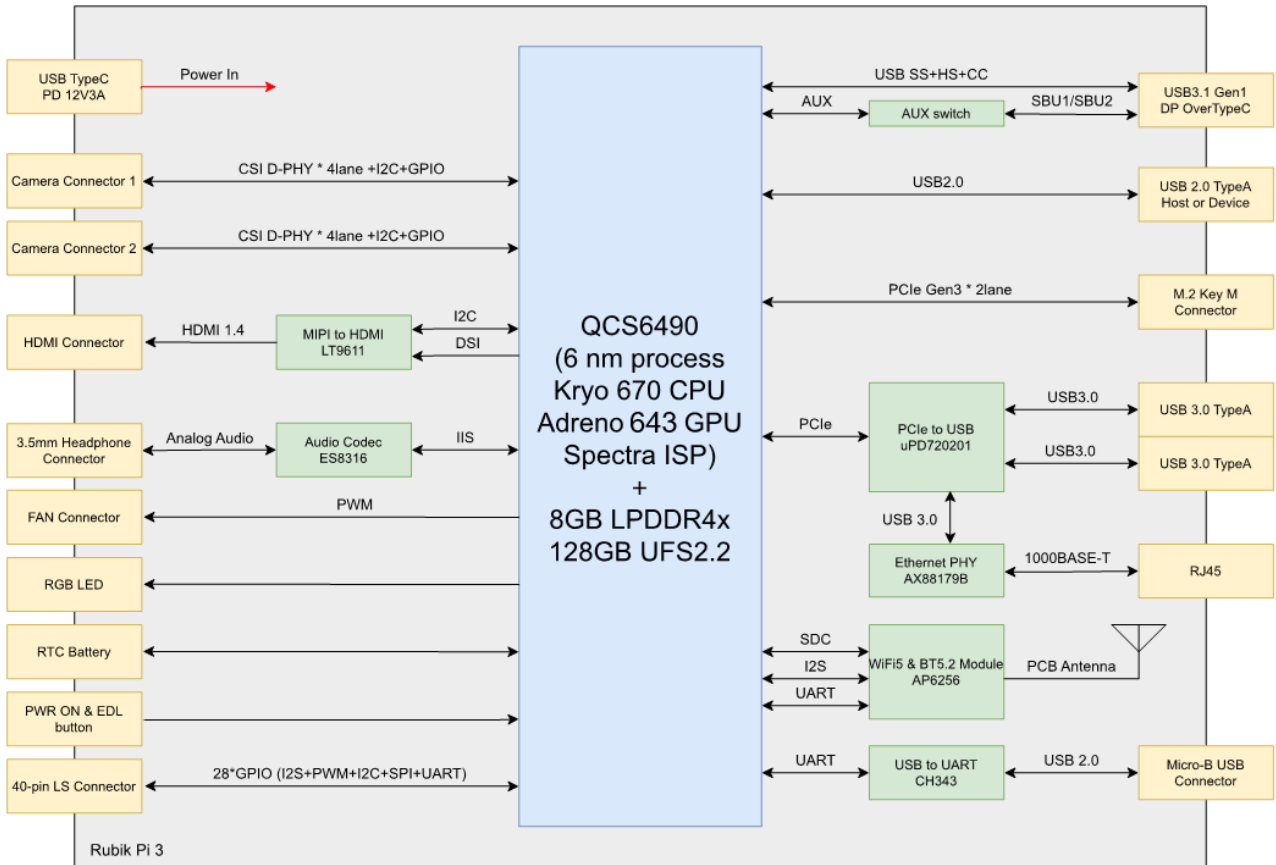 USB TypeC
PD 12V3A
Power In
Camera Connector 1
CSI D-PHY * 4lane +I2C+GPIO
Camera Connector 2
CSI D-PHY * 4lane +I2C+GPIO
HDMI Connector
HDMI 1.4
MIPI to HDMI
LT9611
I2C
DSI
3.5mm Headphone
Connector
Analog Audio
Audio Codec
ES8316
IIS
FAN Connector
PWM
RGB LED
RTC Battery
PWR ON & EDL
button
40-pin LS Connector
28*GPIO (I2S+PWM+I2C+SPI+UART)
QCS6490
(6 nm process
Kryo 670 CPU
Adreno 643 GPU
Spectra ISP)
+
8GB LPDDR4x
128GB UFS2.2
USB SS+HS+CC
AUX
AUX switch
SBU1/SBU2
USB3.1 Gen1
DP OverTypeC
USB2.0
USB 2.0 TypeA
Host or Device
PCIe Gen3 * 2lane
M.2 Key M
Connector
PCIe
PCIe to USB
uPD720201
USB3.0
USB 3.0 TypeA
USB3.0
USB 3.0 TypeA
USB 3.0
Ethernet PHY
AX88179B
1000BASE-T
RJ45
SDC
I2S
UART
WiFi5 & BT5.2 Module
AP6256
PCB Antenna
UART
USB to UART
CH343
USB 2.0
Micro-B USB
Connector
Rubik Pi 3